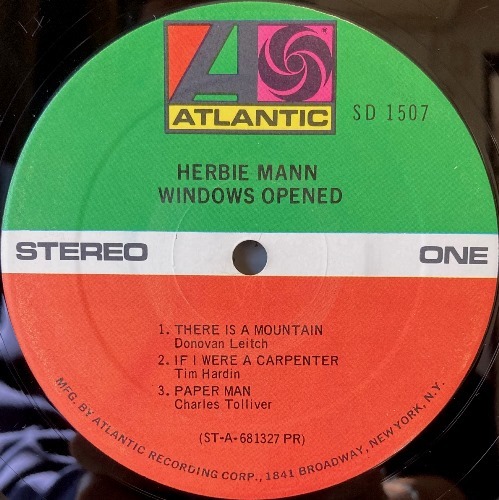 ATLANTIC
SD 1507
HERBIE MANN
WINDOWS OPENED
STEREO
ONE
1. THERE IS A MOUNTAIN
Donovan Leitch
2. IF I WERE A CARPENTER
Tim Hardin
3. PAPER MAN
Charles Tolliver
(ST-A-681327 PR)
MFG. BY ATLANTIC RECORDING CORP., 1841 BROADWAY, NEW YORK, N.Y.